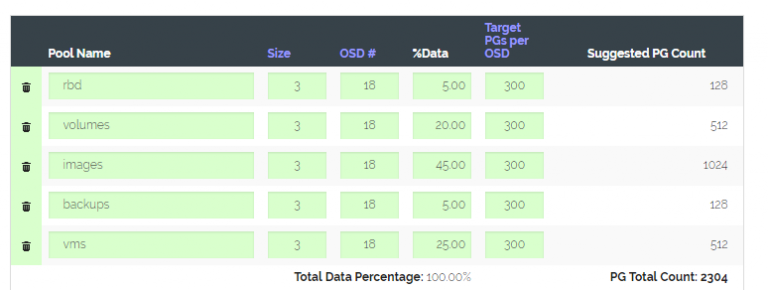 Pool Name Size OSD # %Data Target PGs per OSD Suggested PG Count
rbd 3 18 5.00 300 128
volumes 3 18 20.00 300 512
images 3 18 45.00 300 1024
backups 3 18 5.00 300 128
vms 3 18 25.00 300 512
Total Data Percentage: 100.00% PG Total Count: 2304